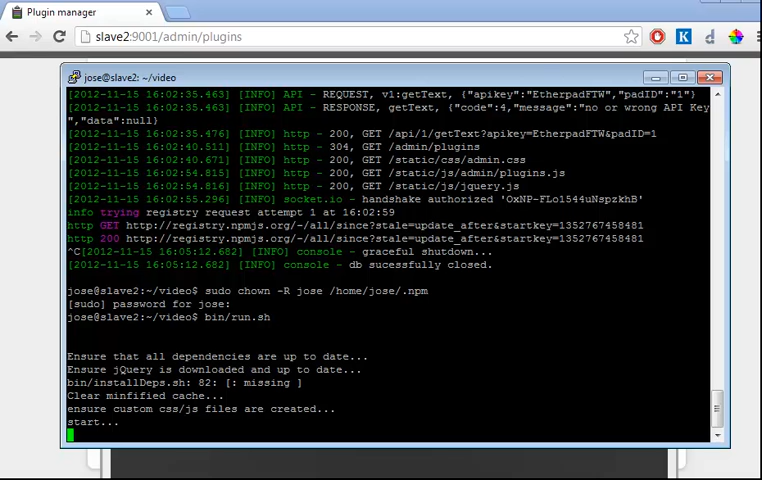 Plugin manager
slave2:9001/admin/plugins
jose@slave2: ~/video
[2012-11-15 16:02:35.463] [INFO] API - REQUEST, v1:getText, {"apikey":"EtherpadFTW","padID":"1"}
[2012-11-15 16:02:35.463] [INFO] API - RESPONSE, getText, {"code":4,"message":"no or wrong API Key
","data":null}
[2012-11-15 16:02:35.476] [INFO] http - 200, GET /api/1/getText?apikey=EtherpadFTW&padID=1
[2012-11-15 16:02:40.511] [INFO] http - 304, GET /admin/plugins
[2012-11-15 16:02:40.671] [INFO] http - 200, GET /static/css/admin.css
[2012-11-15 16:02:54.815] [INFO] http - 200, GET /static/js/admin/plugins.js
[2012-11-15 16:02:54.816] [INFO] http - 200, GET /static/js/jquery.js
[2012-11-15 16:02:55.296] [INFO] socket.io - handshake authorized 'OxNP-FLo1544uNspzkhB'
info trying registry request attempt 1 at 16:02:59
http GET http://registry.npmjs.org/-/all/since?stale=update_after&startkey=1352767458481
http 200 http://registry.npmjs.org/-/all/since?stale=update_after&startkey=1352767458481
^C[2012-11-15 16:05:12.682] [INFO] console - graceful shutdown...
[2012-11-15 16:05:12.682] [INFO] console - db sucessfully closed.
jose@slave2:~/video$ sudo chown -R jose /home/jose/.npm
[sudo] password for jose:
jose@slave2:~/video$ bin/run.sh
Ensure that all dependencies are up to date...
Ensure jQuery is downloaded and up to date...
bin/installDeps.sh: 82: [: missing ]
Clear minfified cache...
ensure custom css/js files are created...
start...